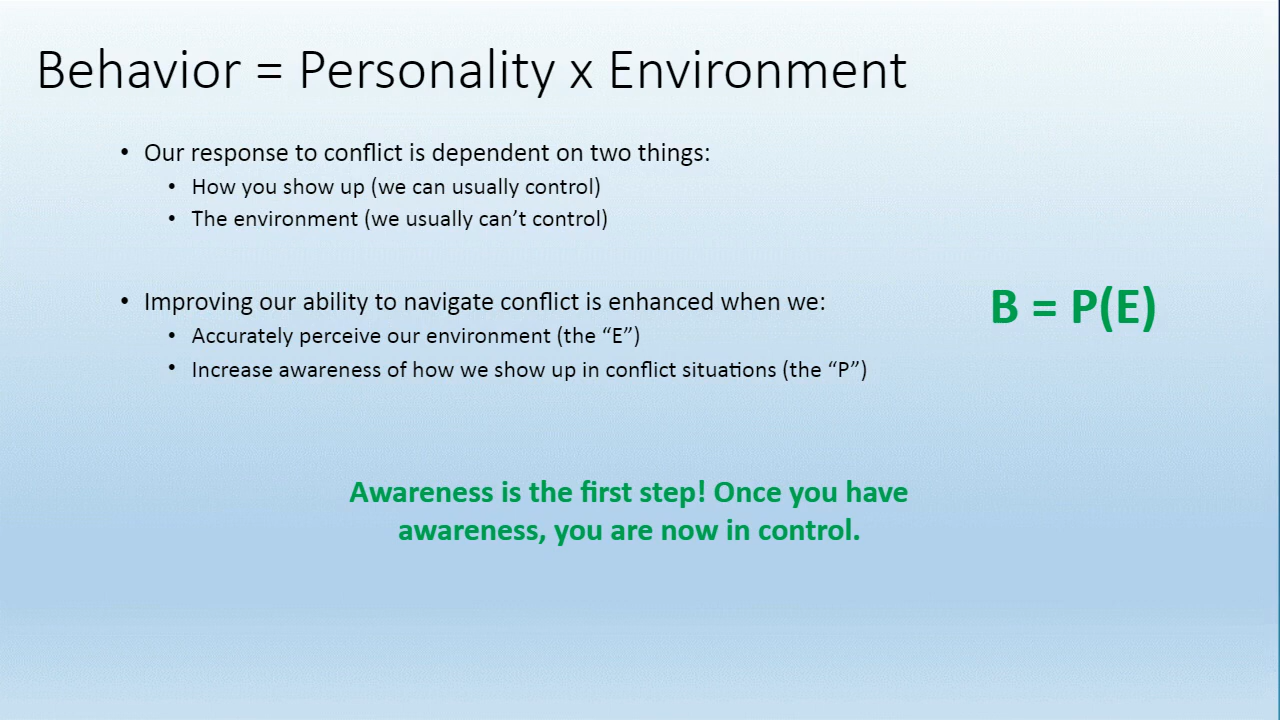 Behavior = Personality x Environment
• Our response to conflict is dependent on two things:
• How you show up (we can usually control)
• The environment (we usually can’t control)
• Improving our ability to navigate conflict is enhanced when we:
B = P(E)
• Accurately perceive our environment (the “E”)
• Increase awareness of how we show up in conflict situations (the “P”)
Awareness is the first step! Once you have
awareness, you are now in control.